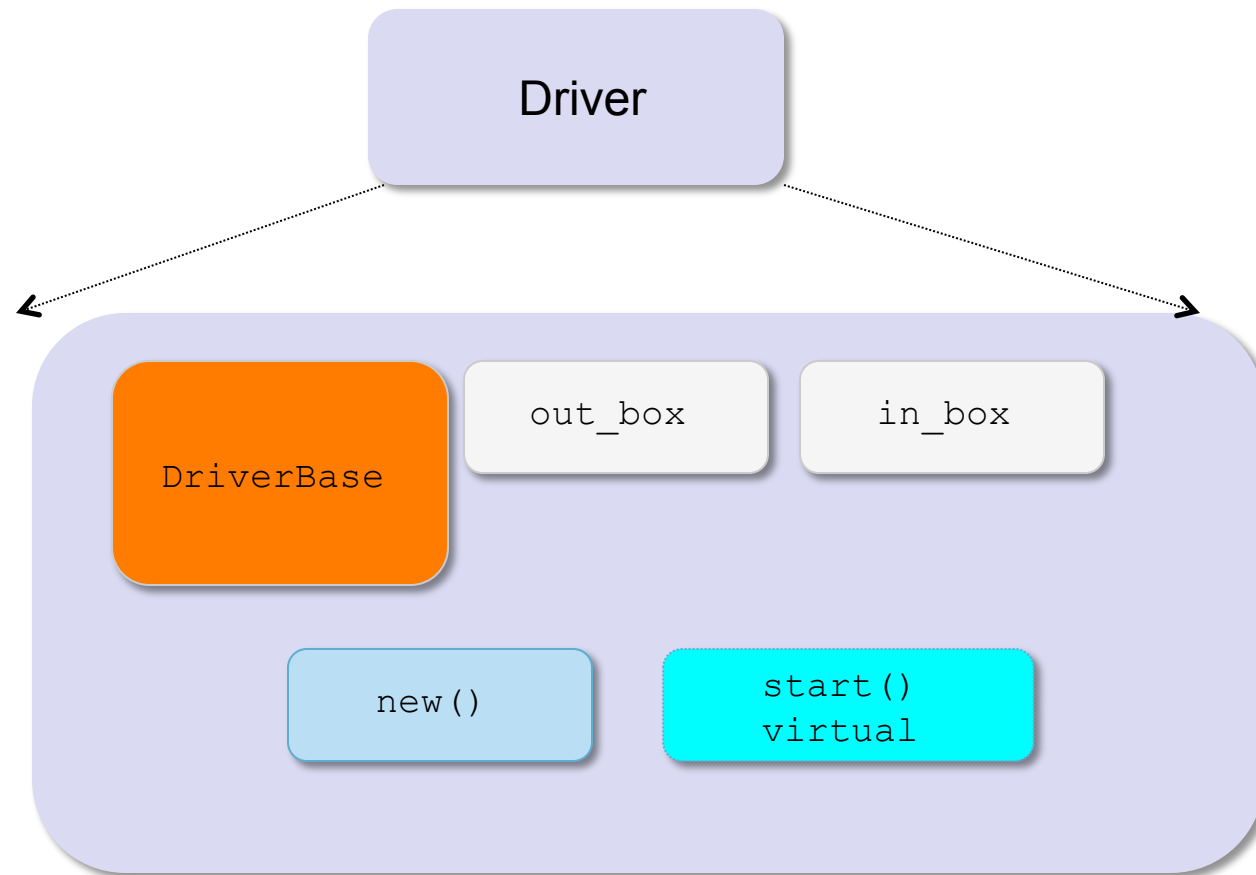 Driver
DriverBase
out_box
in_box
new()
start()
virtual